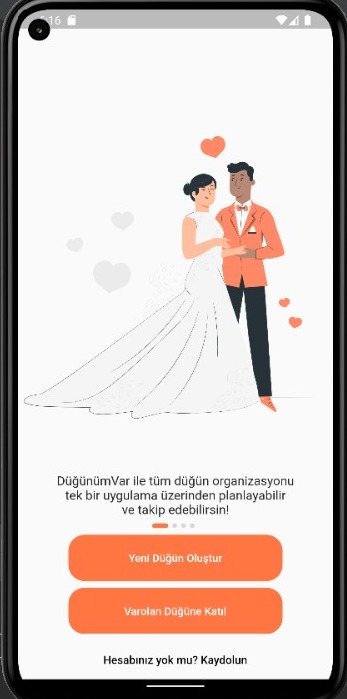 6:16
DüğünümVar ile tüm düğün organizasyonu
tek bir uygulama üzerinden planlayabilir
ve takip edebilirsin!
Yeni Düğün Oluştur
Varolan Düğüne Katıl
Hesabınız yok mu? Kaydolun